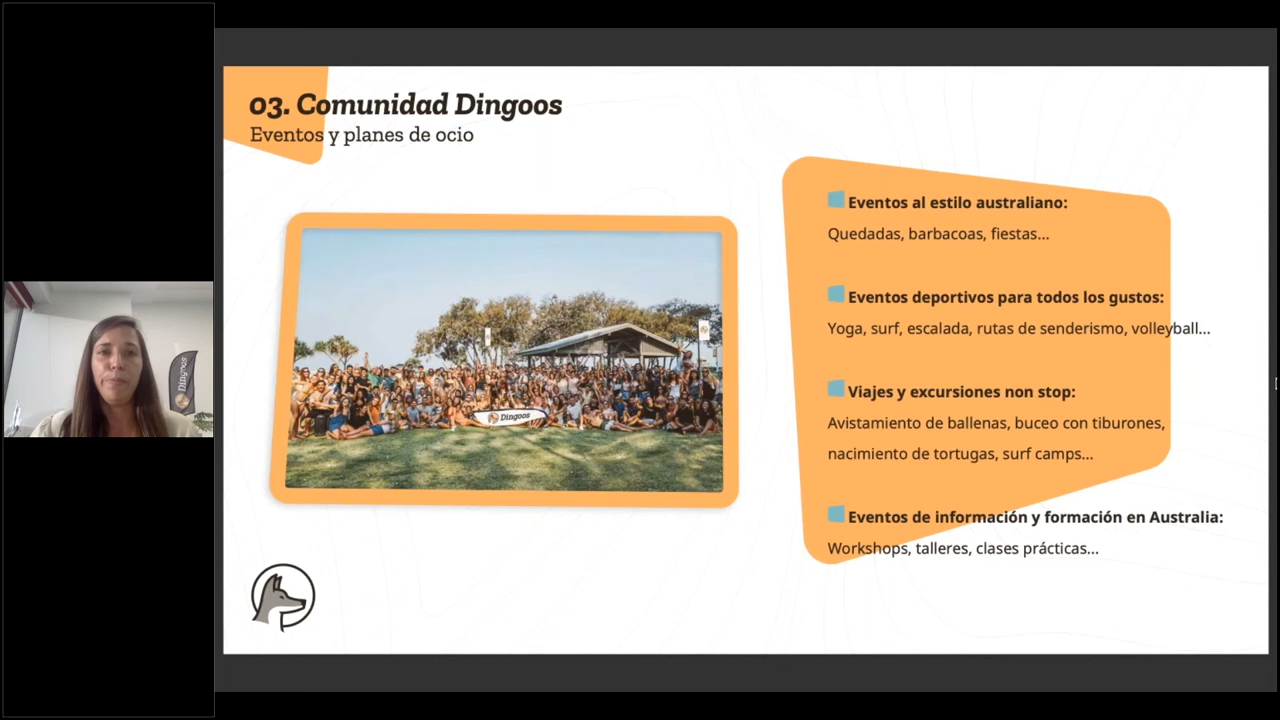 03. Comunidad Dingoos
Eventos y planes de ocio
Eventos al estilo australiano:
Quedadas, barbacoas, fiestas...
Eventos deportivos para todos los gustos:
Yoga, surf, escalada, rutas de senderismo, volleyball...
Viajes y excursiones non stop:
Avistamiento de ballenas, buceo con tiburones,
nacimiento de tortugas, surf camps...
Eventos de información y formación en Australia:
Workshops, talleres, clases prácticas...
Dingoos
Dingoos